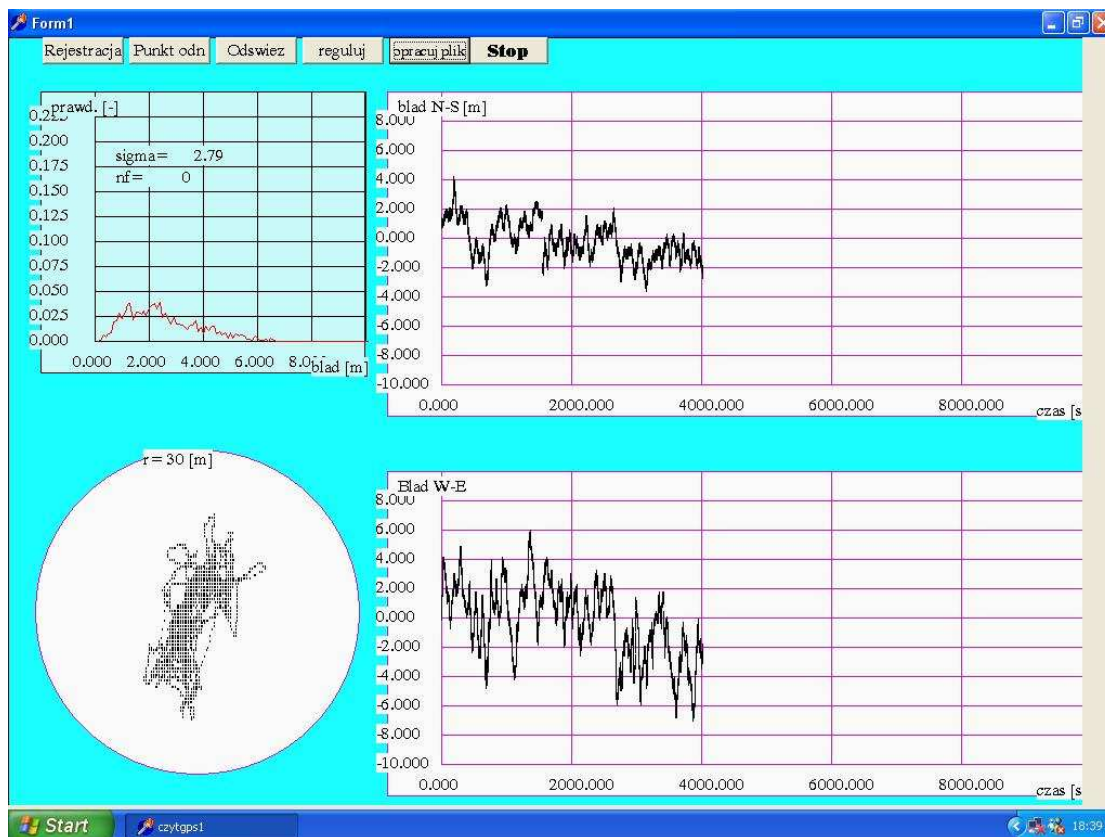 Form1
Rejestracja Punkt odn Odswiez reguluj opracuj plik Stop
prawd. [-]
0.225
0.200
0.175
0.150
0.125
0.100
0.075
0.050
0.025
0.000
sigma= 2.79
nf= 0
0.000 2.000 4.000 6.000
blad [m]
blad N-S [m]
8.000
6.000
4.000
2.000
0.000
-2.000
-4.000
-6.000
-8.000
-10.000
0.000 2000.000 4000.000 6000.000 8000.000
czas [s
r = 30 [m]
Blad W-E
8.000
6.000
4.000
2.000
0.000
-2.000
-4.000
-6.000
-8.000
-10.000
0.000 2000.000 4000.000 6000.000 8000.000
czas [s
Start czytgps1 18:39